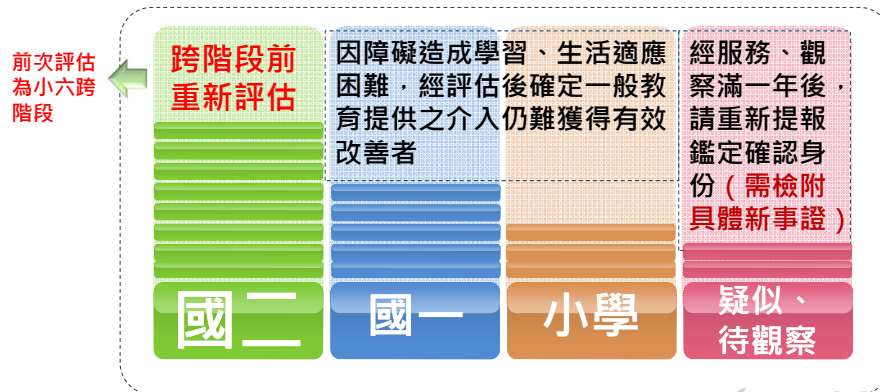 前次評估
為小六跨
階段
跨階段前
重新評估
因障礙造成學習、生活適應
困難，經評估後確定一般教
育提供之介入仍難獲得有效
改善者
經服務、觀
察滿一年後，
請重新提報
鑑定確認身
份（需檢附
具體新事證）
國二
國一
小學
疑似、
待觀察